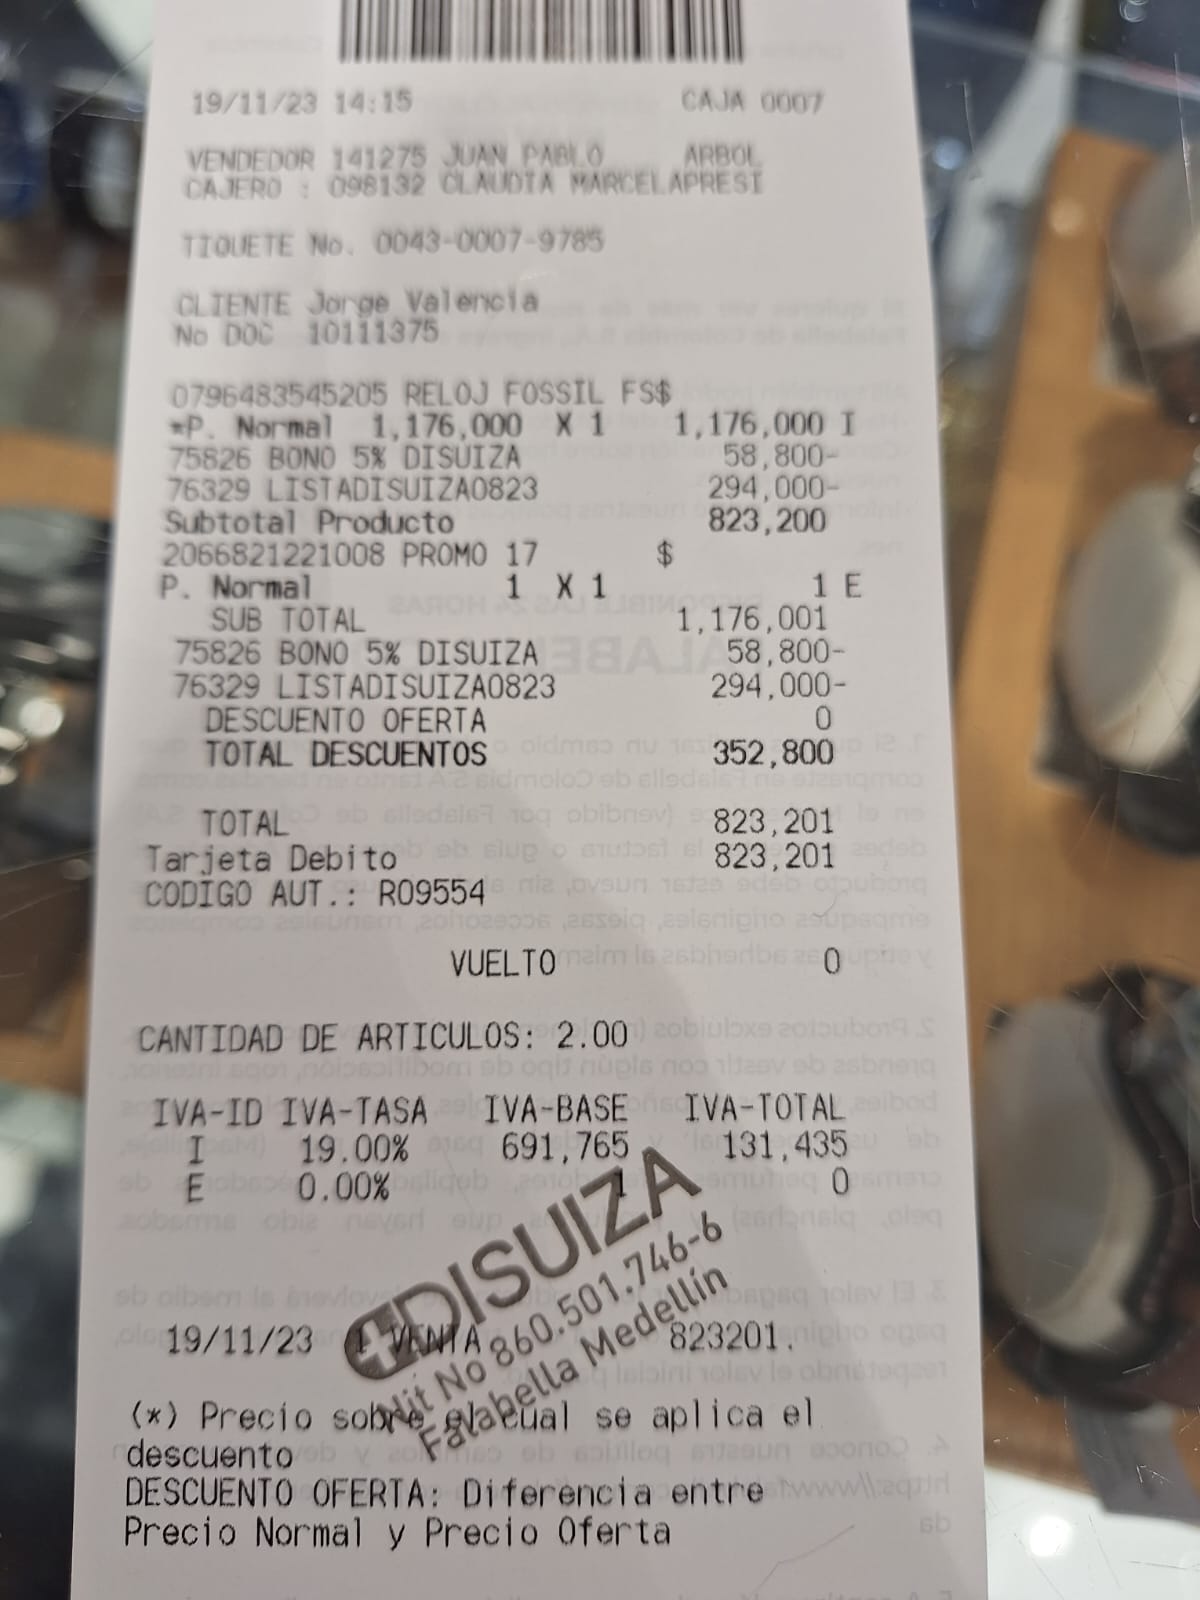 19/11/23 14:15 CAJA 0007
VENDEDOR 141275 JUAN PABLO ARBOL
CAJERO : 098132 CLAUDIA MARCELAPRESI
TIQUETE No. 0043-0007-9785
CLIENTE Jorge Valencia
No DOC 10111375
0796483545205 RELOJ FOSSIL FS$
*P. Normal 1,176,000 X 1 1,176,000 I
75826 BONO 5% DISUIZA 58,800-
76329 LISTADISUIZA0823 294,000-
Subtotal Producto 823,200
2066821221008 PROMO 17 $
P. Normal 1 X 1 1 E
SUB TOTAL 1,176,001
75826 BONO 5% DISUIZA 58,800-
76329 LISTADISUIZA0823 294,000-
DESCUENTO OFERTA 0
TOTAL DESCUENTOS 352,800
TOTAL 823,201
Tarjeta Debito 823,201
CODIGO AUT.: R09554
VUELTO 0
CANTIDAD DE ARTICULOS: 2.00
IVA-ID IVA-TASA IVA-BASE IVA-TOTAL
I 19.00% 691,765 131,435
E 0.00% 1 0
DISUIZA
Nit No 860.501.746-6
Falabella Medellín
19/11/23 1 VENTA 823201.
(*) Precio sobre el cual se aplica el
descuento
DESCUENTO OFERTA: Diferencia entre
Precio Normal y Precio Oferta